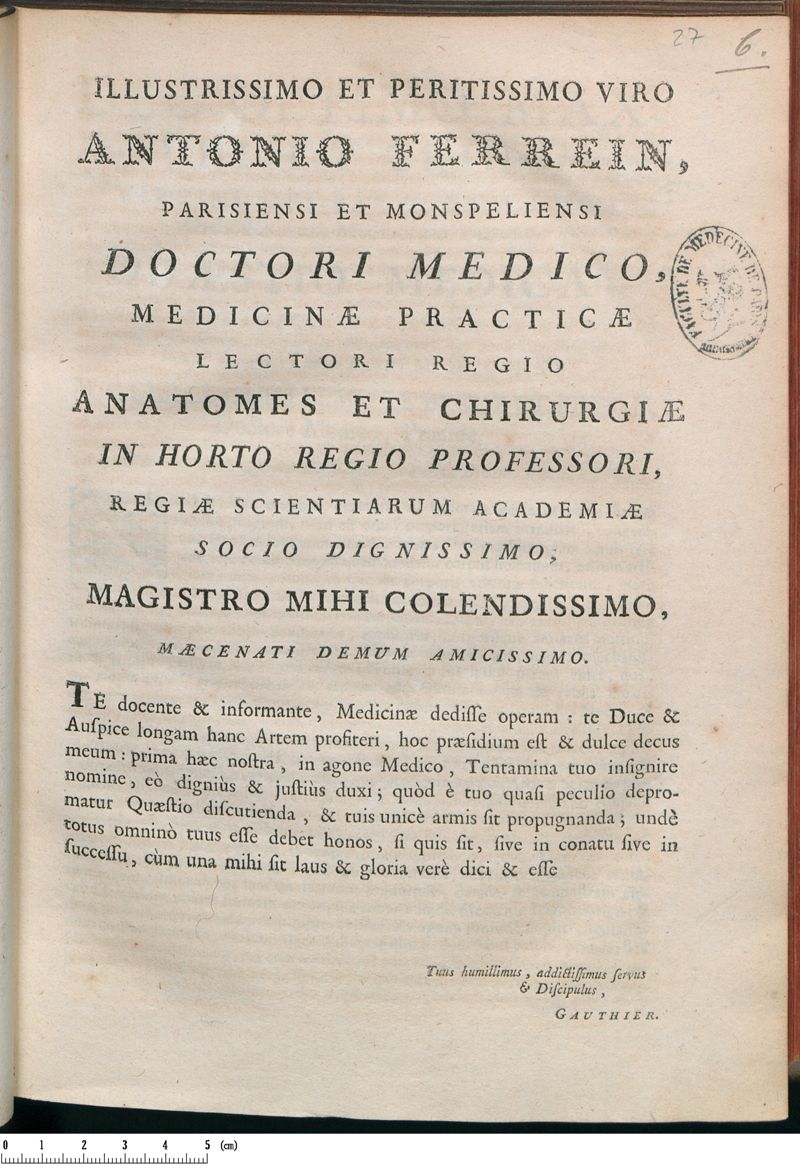 27 6.
ILLUSTRISSIMO ET PERITISSIMO VIRO
ANTONIO FERREIN,
PARISIENSI ET MONSPELIENSI
DOCTORI MEDICO,
MEDICINÆ PRACTICÆ
LECTORI REGIO
ANATOMES ET CHIRURGIÆ
IN HORTO REGIO PROFESSORI,
REGIÆ SCIENTIARUM ACADEMIÆ
SOCIO DIGNISSIMO,
MAGISTRO MIHI COLENDISSIMO,
MÆCENATI DEMUM AMICISSIMO.
FACULTE DE MEDECINE DE PARIS
TE docente & informante, Medicinæ dediſſe operam : te Duce &
Auſpice longam hanc Artem profiteri, hoc præſidium eſt & dulce decus
meum : prima hæc noſtra, in agone Medico, Tentamina tuo inſignire
nomine, eò digniùs & juſtiùs duxi ; quòd è tuo quaſi peculio depro-
matur Quæſtio diſcutienda, & tuis unicè armis ſit propugnanda ; undè
totus omninò tuus eſſe debet honos, ſi quis ſit, ſive in conatu ſive in
ſucceſſu, cùm una mihi ſit laus & gloria verè dici & eſſe
Tuus humillimus, addictiſſimus ſervus
& Diſcipulus,
GAUTHIER.
0 1 2 3 4 5 (cm)